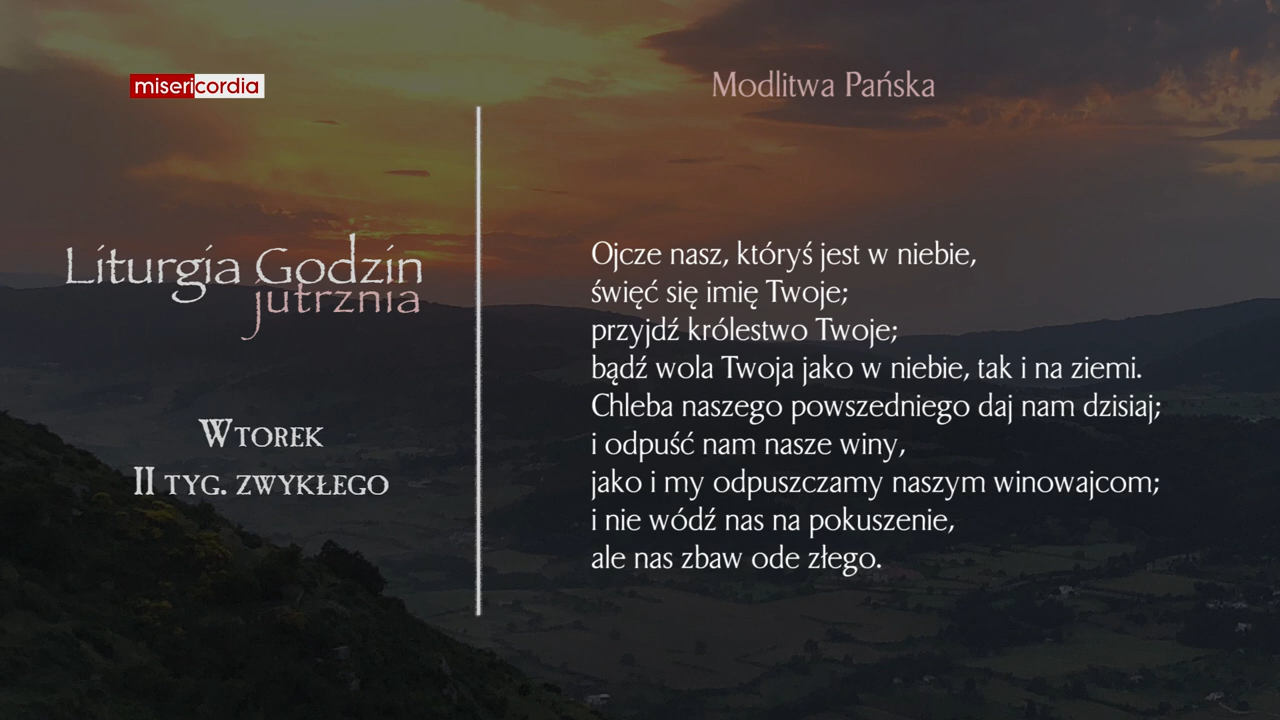 misericordia
Liturgia Godzin
jutrznia
Wtorek
II tyg. zwykłego
Modlitwa Pańska
Ojcze nasz, któryś jest w niebie,
święć się imię Twoje;
przyjdź królestwo Twoje;
bądź wola Twoja jako w niebie, tak i na ziemi.
Chleba naszego powszedniego daj nam dzisiaj;
i odpuść nam nasze winy,
jako i my odpuszczamy naszym winowajcom;
i nie wódź nas na pokuszenie,
ale nas zbaw ode złego.